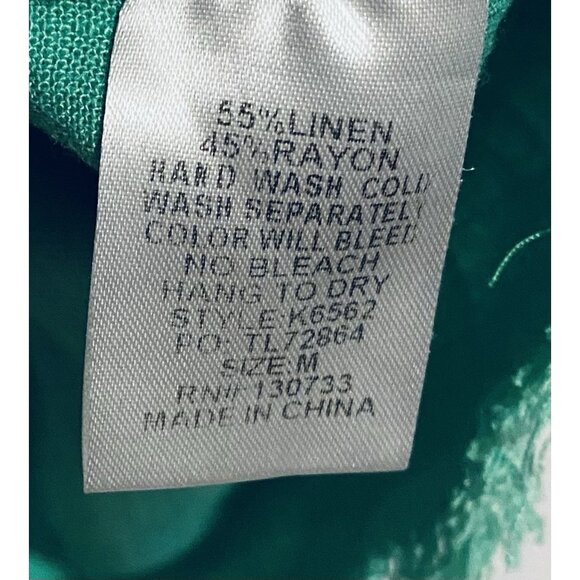 55%LINEN
45%RAYON
HAND WASH COLD
WASH SEPARATELY
COLOR WILL BLEED
NO BLEACH
HANG TO DRY
STYLE:K6562
PO: TL72864
SIZE:M
RN# 130733
MADE IN CHINA